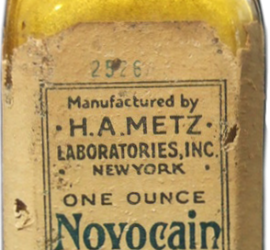 2526
Manufactured by
· H.A.METZ ·
LABORATORIES, INC.
· NEW YORK ·
ONE OUNCE
Novocain